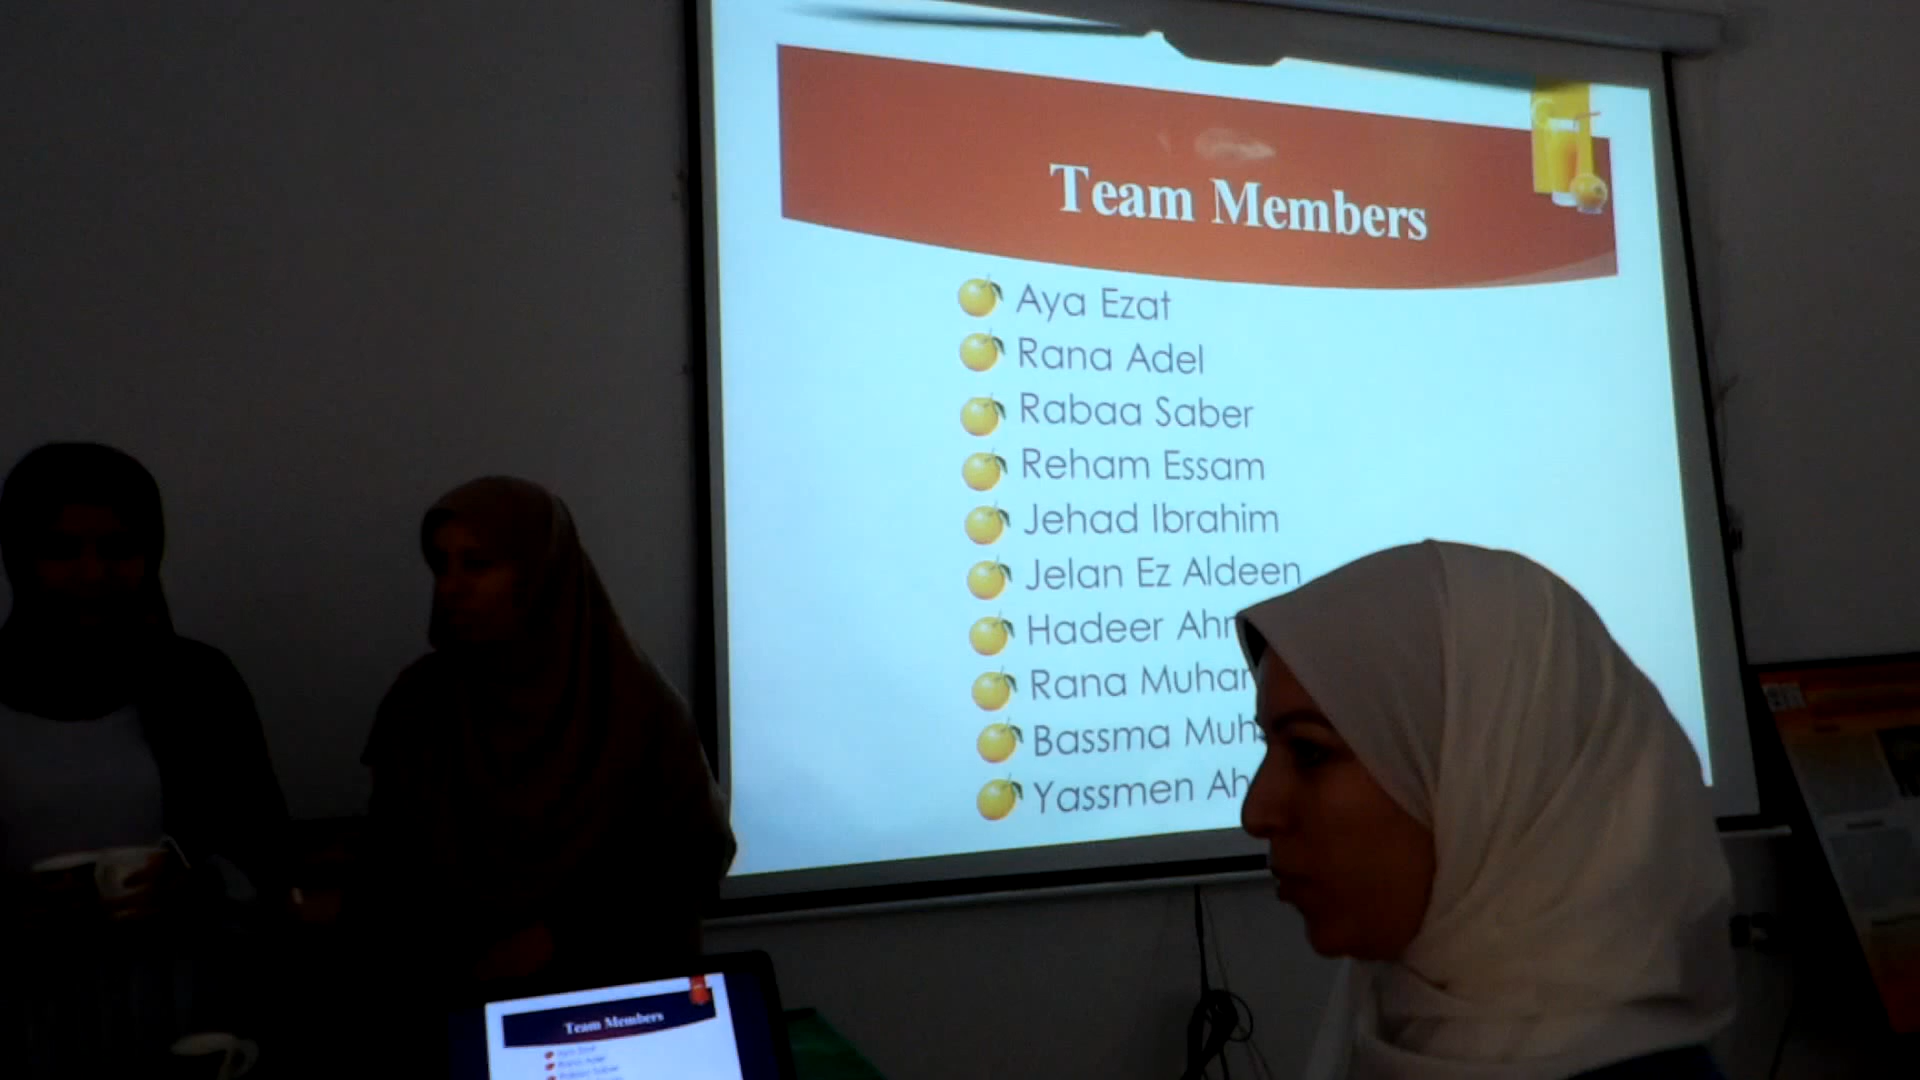 Team Members
Aya Ezat
Rana Adel
Rabaa Saber
Reham Essam
Jehad Ibrahim
Jelan Ez Aldeen
Hadeer
Rana
Bassma
Yassmen
Team Members